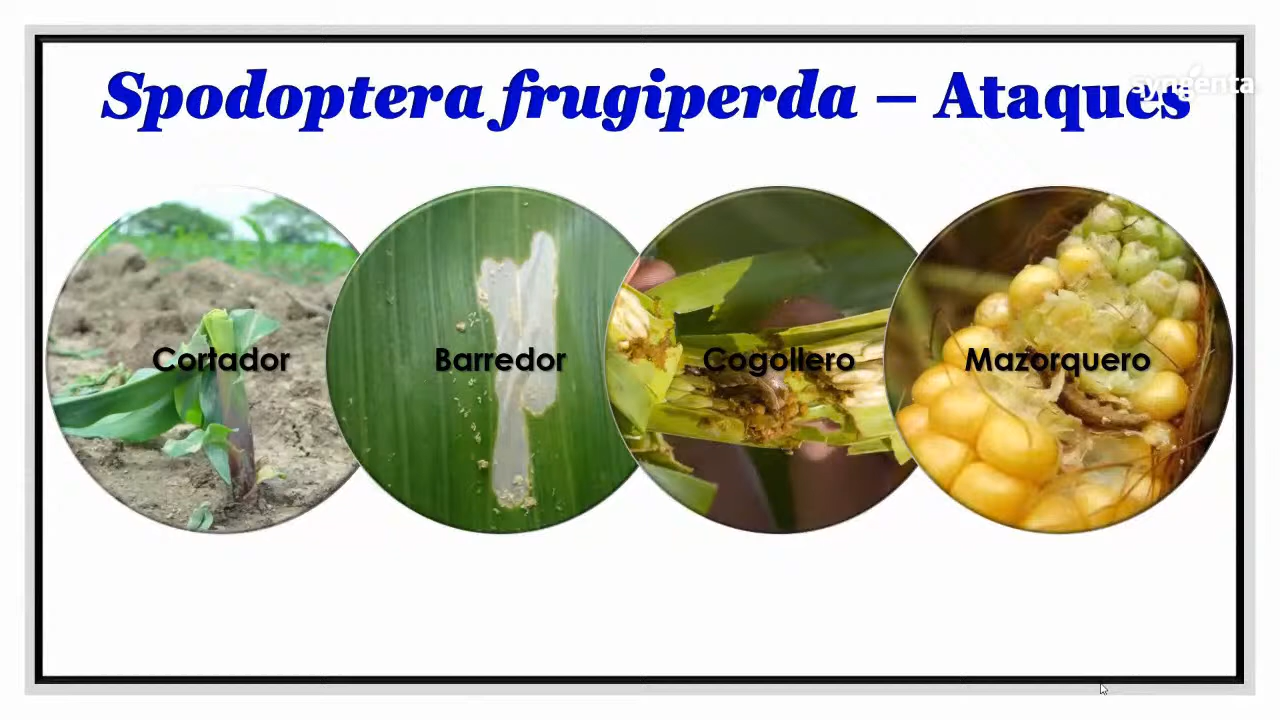 Spodoptera frugiperda – Ataques
syngenta
Cortador
Barredor
Cogollero
Mazorquero